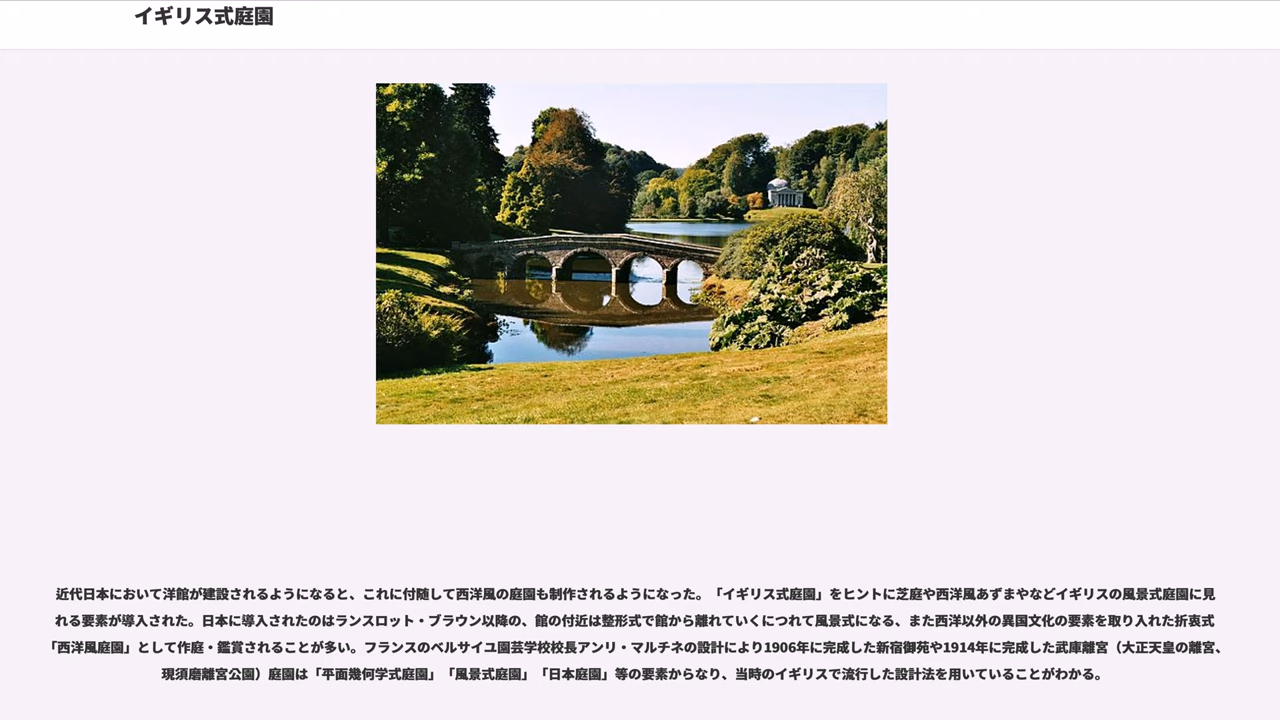 イギリス式庭園
近代日本において洋館が建設されるようになると、これに付随して西洋風の庭園も制作されるようになった。「イギリス式庭園」をヒントに芝庭や西洋風あずまやなどイギリスの風景式庭園に見
れる要素が導入された。日本に導入されたのはランスロット・ブラウン以降の、館の付近は整形式で館から離れていくにつれて風景式になる、また西洋以外の異国文化の要素を取り入れた折衷式
「西洋風庭園」として作庭・鑑賞されることが多い。フランスのベルサイユ園芸学校校長アンリ・マルチネの設計により1906年に完成した新宿御苑や1914年に完成した武庫離宮（大正天皇の離宮、
現須磨離宮公園）庭園は「平面幾何学式庭園」「風景式庭園」「日本庭園」等の要素からなり、当時のイギリスで流行した設計法を用いていることがわかる。